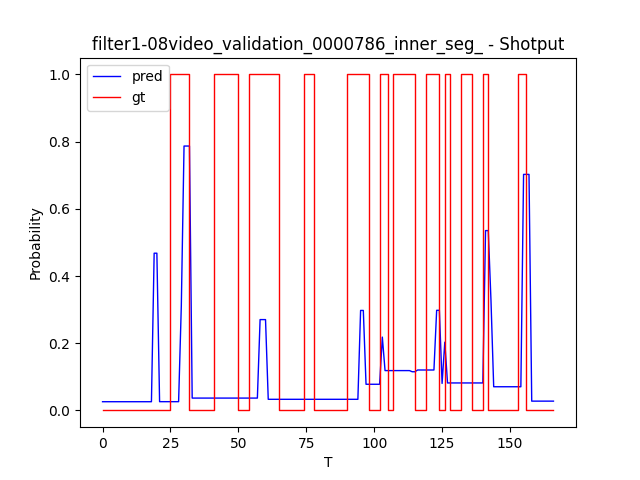 filter1-08video_validation_0000786_inner_seg_ - Shotput
pred
gt
1.0
0.8
0.6
0.4
0.2
0.0
Probability
0 25 50 75 100 125 150
T